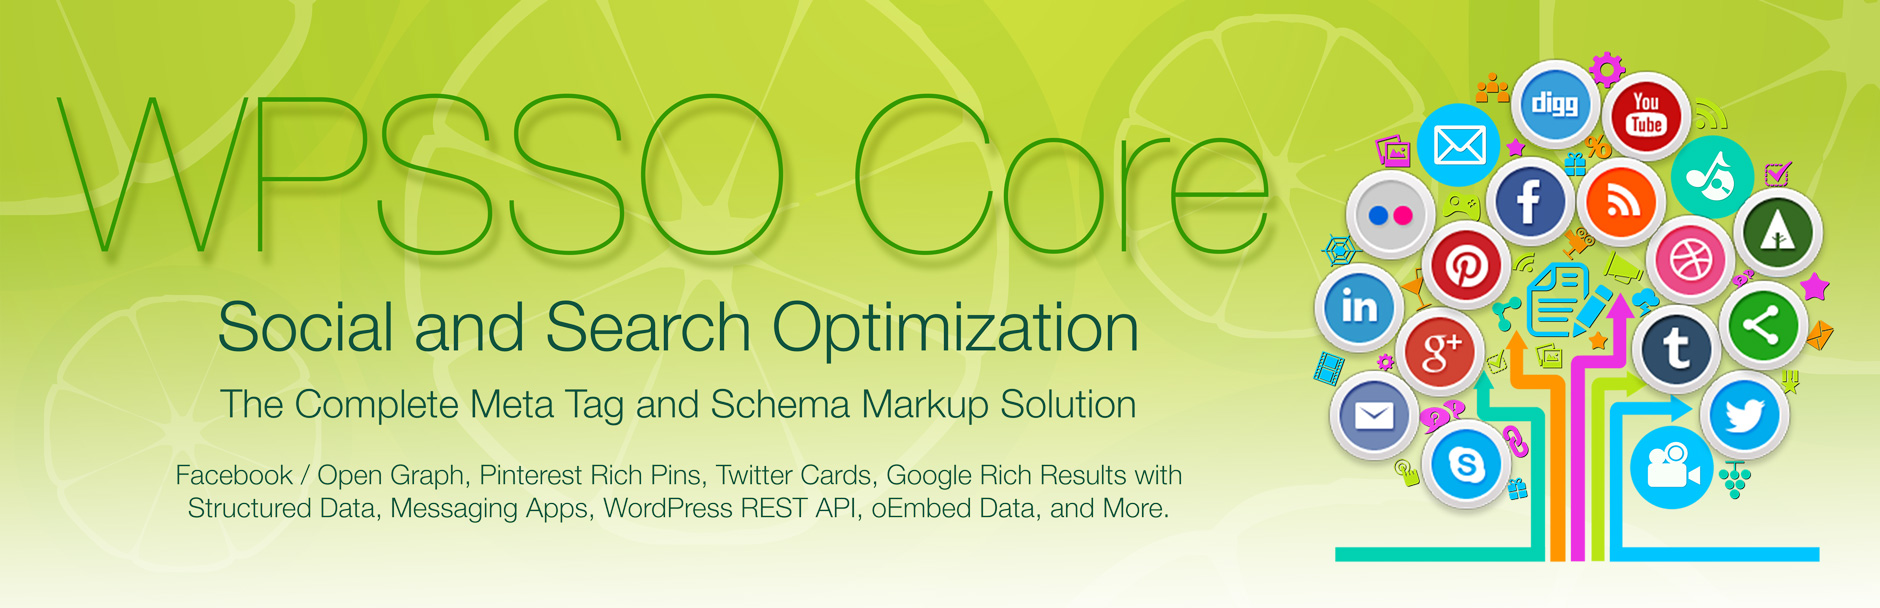 WPSSO Core
Social and Search Optimization
The Complete Meta Tag and Schema Markup Solution
Facebook / Open Graph, Pinterest Rich Pins, Twitter Cards, Google Rich Results with
Structured Data, Messaging Apps, WordPress REST API, oEmbed Data, and More.
digg
You
Tube
%
f
in
g+
t
S